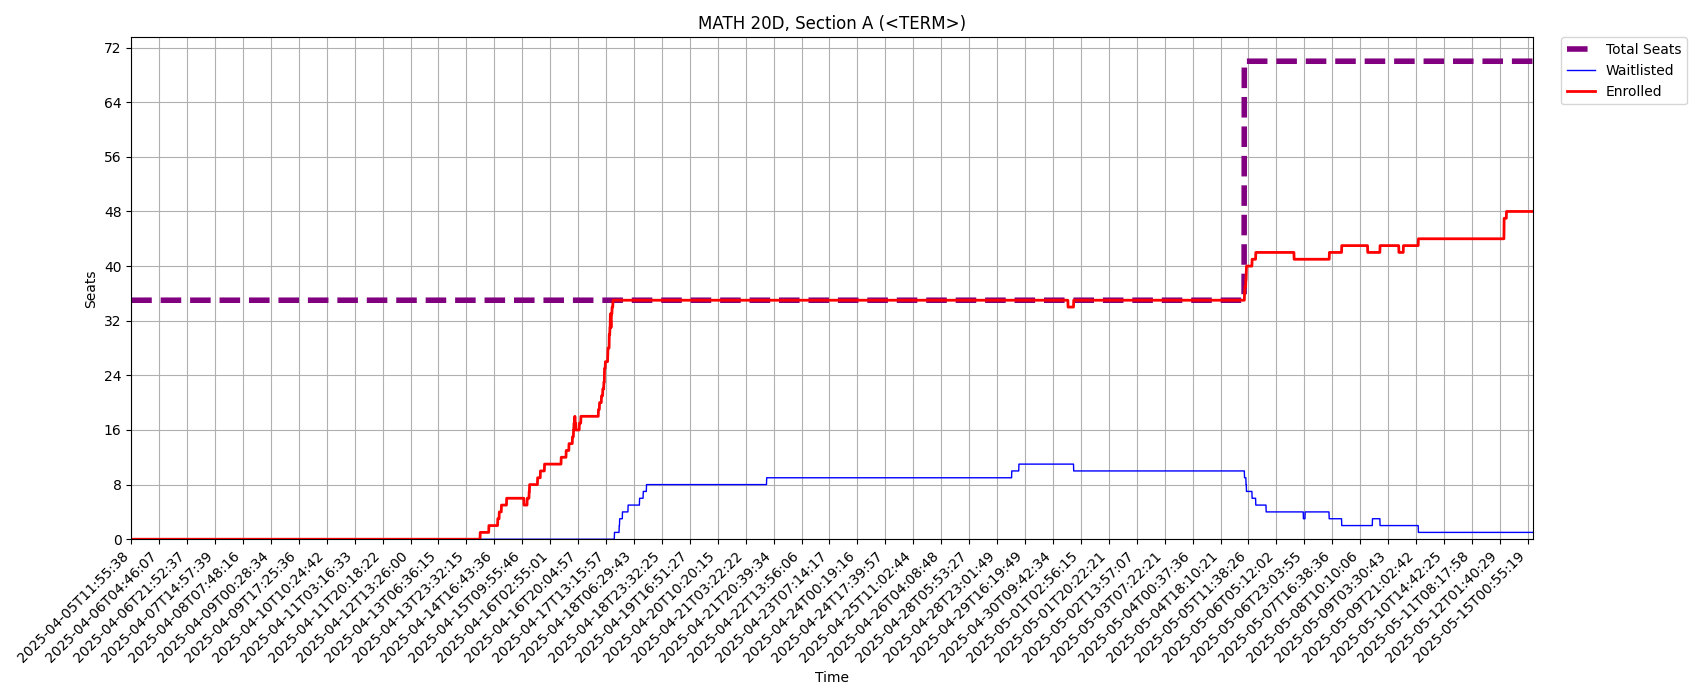 MATH 20D, Section A (<TERM>)
Total Seats
Waitlisted
Enrolled
Seats
72
64
56
48
40
32
24
16
8
0
2025-04-05T11:55:38
2025-04-06T04:46:07
2025-04-06T21:52:37
2025-04-07T14:57:39
2025-04-08T07:48:16
2025-04-09T00:28:34
2025-04-09T17:25:36
2025-04-10T10:24:42
2025-04-11T03:16:33
2025-04-11T20:18:22
2025-04-12T13:26:00
2025-04-13T06:36:15
2025-04-13T23:32:15
2025-04-14T16:43:36
2025-04-15T09:55:46
2025-04-16T02:55:01
2025-04-16T20:04:57
2025-04-17T13:15:57
2025-04-18T06:29:43
2025-04-18T23:32:25
2025-04-19T16:51:27
2025-04-20T10:20:15
2025-04-21T03:22:22
2025-04-21T20:39:34
2025-04-22T13:56:06
2025-04-23T07:14:17
2025-04-24T00:19:16
2025-04-24T17:39:57
2025-04-25T11:02:44
2025-04-26T04:08:48
2025-04-28T05:53:27
2025-04-28T23:01:49
2025-04-29T16:19:49
2025-04-30T09:42:34
2025-05-01T02:56:15
2025-05-01T20:22:21
2025-05-02T13:57:07
2025-05-03T07:22:21
2025-05-04T00:37:36
2025-05-04T18:10:21
2025-05-05T11:38:26
2025-05-06T05:12:02
2025-05-06T23:03:55
2025-05-07T16:38:36
2025-05-08T10:10:06
2025-05-09T03:30:43
2025-05-09T21:02:42
2025-05-10T14:42:25
2025-05-11T08:17:58
2025-05-12T01:40:29
2025-05-15T00:55:19
Time